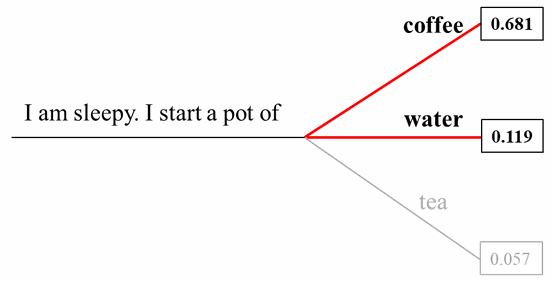 coffee
0.681
I am sleepy. I start a pot of
water
0.119
tea
0.057